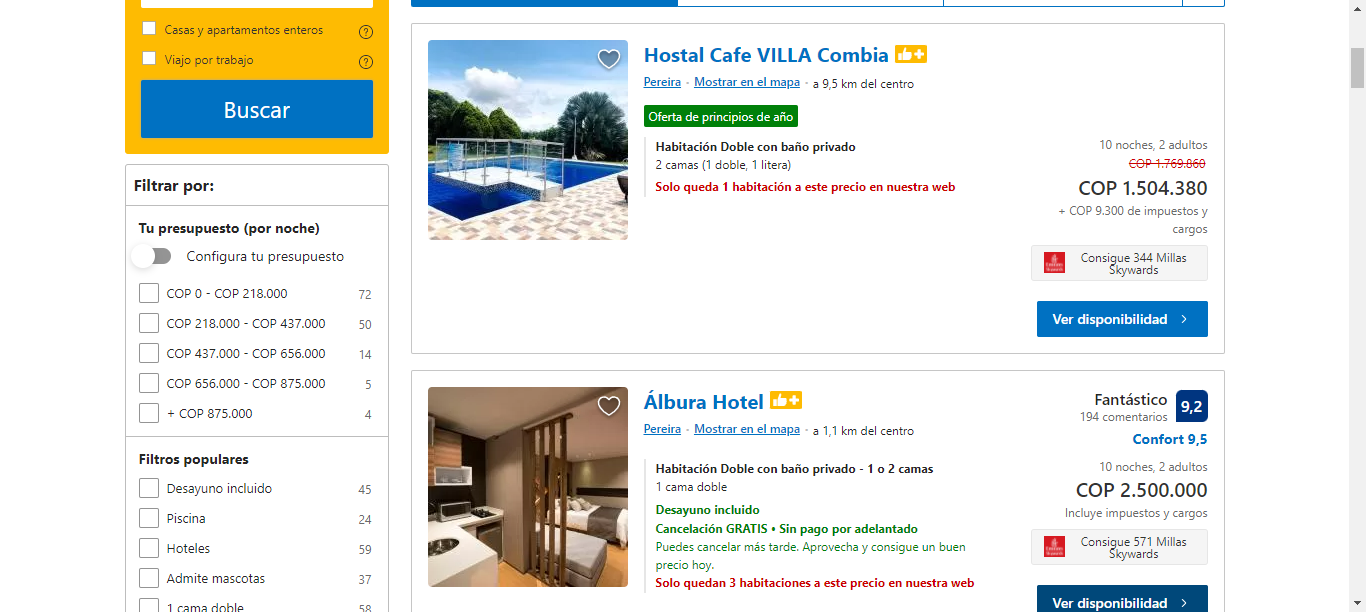 Casas y apartamentos enteros
Viajo por trabajo
Buscar
Filtrar por:
Tu presupuesto (por noche)
Configura tu presupuesto
COP 0 - COP 218.000 72
COP 218.000 - COP 437.000 50
COP 437.000 - COP 656.000 14
COP 656.000 - COP 875.000 5
+ COP 875.000 4
Filtros populares
Desayuno incluido 45
Piscina 24
Hoteles 59
Admite mascotas 37
1 cama doble 58
Hostal Cafe VILLA Combia
Pereira · Mostrar en el mapa · a 9,5 km del centro
Oferta de principios de año
Habitación Doble con baño privado
2 camas (1 doble, 1 litera)
Solo queda 1 habitación a este precio en nuestra web
10 noches, 2 adultos
COP 1.769.860
COP 1.504.380
+ COP 9.300 de impuestos y
cargos
Consigue 344 Millas
Skywards
Ver disponibilidad
Álbura Hotel
Pereira · Mostrar en el mapa · a 1,1 km del centro
Fantástico 9,2
194 comentarios
Confort 9,5
Habitación Doble con baño privado - 1 o 2 camas
1 cama doble
Desayuno incluido
Cancelación GRATIS • Sin pago por adelantado
Puedes cancelar más tarde. Aprovecha y consigue un buen
precio hoy.
Solo quedan 3 habitaciones a este precio en nuestra web
10 noches, 2 adultos
COP 2.500.000
Incluye impuestos y cargos
Consigue 571 Millas
Skywards
Ver disponibilidad